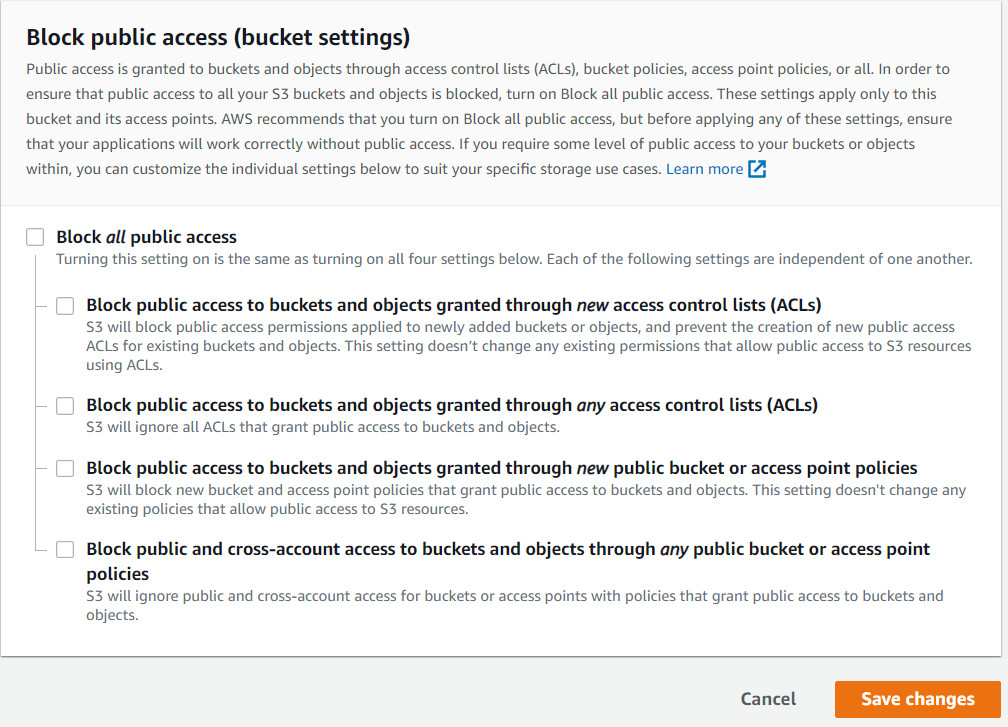 Block public access (bucket settings)
Public access is granted to buckets and objects through access control lists (ACLs), bucket policies, access point policies, or all. In order to
ensure that public access to all your S3 buckets and objects is blocked, turn on Block all public access. These settings apply only to this
bucket and its access points. AWS recommends that you turn on Block all public access, but before applying any of these settings, ensure
that your applications will work correctly without public access. If you require some level of public access to your buckets or objects
within, you can customize the individual settings below to suit your specific storage use cases. Learn more
Block all public access
Turning this setting on is the same as turning on all four settings below. Each of the following settings are independent of one another.
Block public access to buckets and objects granted through new access control lists (ACLs)
S3 will block public access permissions applied to newly added buckets or objects, and prevent the creation of new public access
ACLs for existing buckets and objects. This setting doesn’t change any existing permissions that allow public access to S3 resources
using ACLs.
Block public access to buckets and objects granted through any access control lists (ACLs)
S3 will ignore all ACLs that grant public access to buckets and objects.
Block public access to buckets and objects granted through new public bucket or access point policies
S3 will block new bucket and access point policies that grant public access to buckets and objects. This setting doesn't change any
existing policies that allow public access to S3 resources.
Block public and cross-account access to buckets and objects through any public bucket or access point
policies
S3 will ignore public and cross-account access for buckets or access points with policies that grant public access to buckets and
objects.
Cancel
Save changes